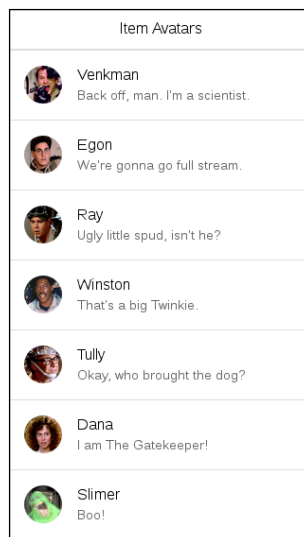 Item Avatars
Venkman
Back off, man. I'm a scientist.
Egon
We're gonna go full stream.
Ray
Ugly little spud, isn't he?
Winston
That's a big Twinkie.
Tully
Okay, who brought the dog?
Dana
I am The Gatekeeper!
Slimer
Boo!